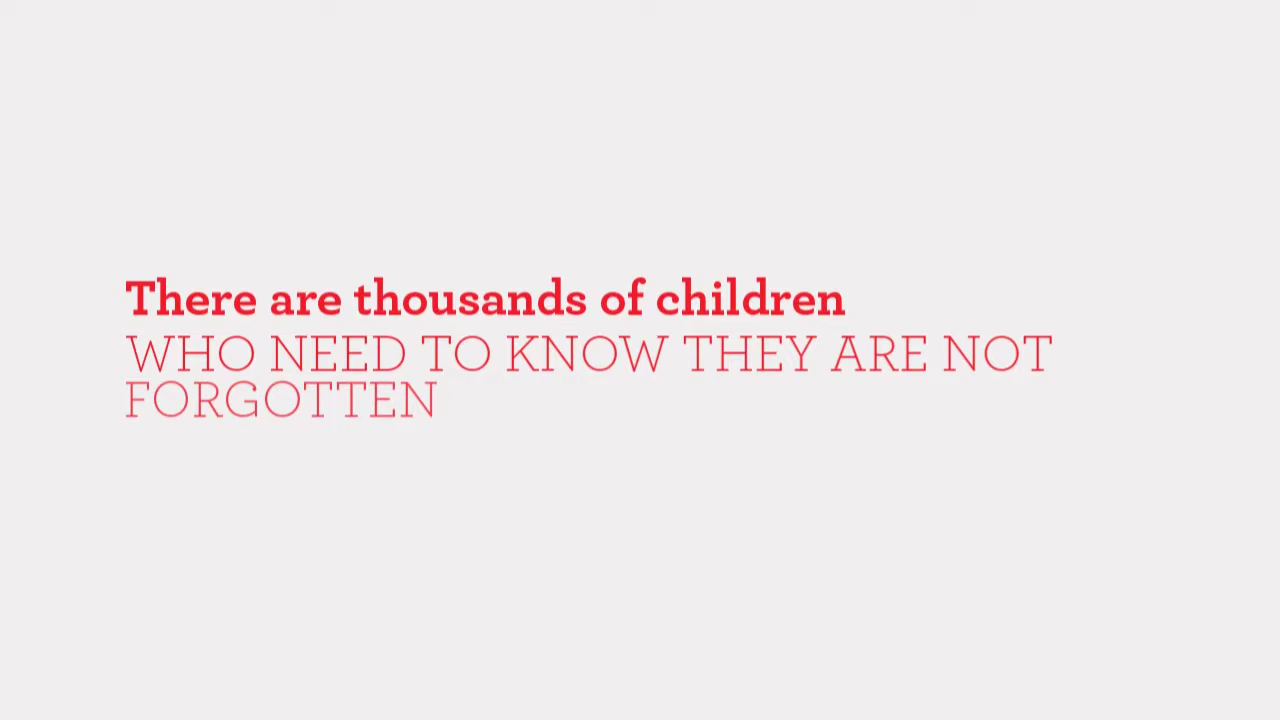 There are thousands of children
WHO NEED TO KNOW THEY ARE NOT
FORGOTTEN